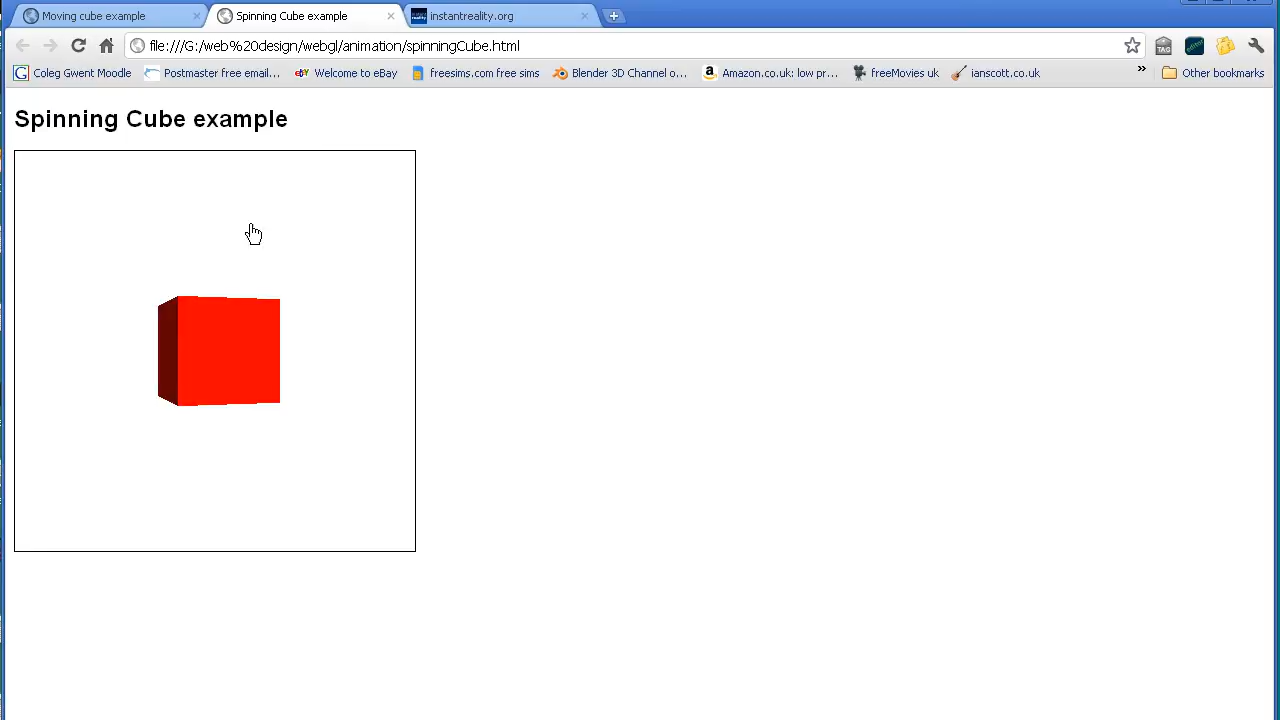 Moving cube example
Spinning Cube example
file:///G:/web%20design/webgl/animation/spinningCube.html
TAG
Coleg Gwent Moodle
Postmaster free email...
Welcome to eBay
freesims.com free sims
Blender 3D Channel o...
Amazon.co.uk: low pr...
freeMovies uk
ianscott.co.uk
»
Other bookmarks
Spinning Cube example